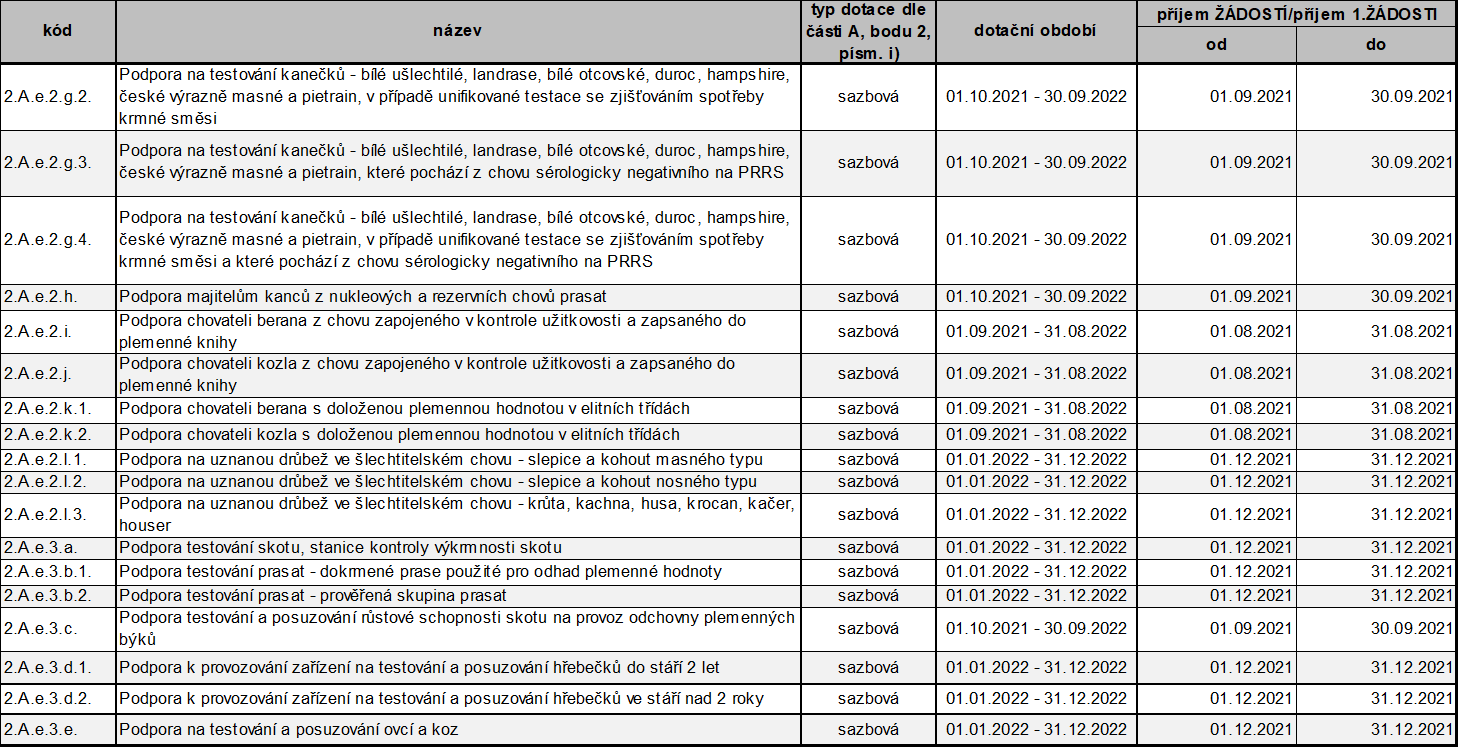 kód název typ dotace dle části A, bodu 2, písm. i) dotační období příjem ŽÁDOSTÍ/příjem 1.ŽÁDOSTI
od do
2.A.e.2.g.2. Podpora na testování kanečků - bílé ušlechtilé, landrase, bílé otcovské, duroc, hampshire,
české výrazně masné a pietrain, v případě unifikované testace se zjišťováním spotřeby
krmné směsi sazbová 01.10.2021 - 30.09.2022 01.09.2021 30.09.2021
2.A.e.2.g.3. Podpora na testování kanečků - bílé ušlechtilé, landrase, bílé otcovské, duroc, hampshire,
české výrazně masné a pietrain, které pochází z chovu sérologicky negativního na PRRS sazbová 01.10.2021 - 30.09.2022 01.09.2021 30.09.2021
2.A.e.2.g.4. Podpora na testování kanečků - bílé ušlechtilé, landrase, bílé otcovské, duroc, hampshire,
české výrazně masné a pietrain, v případě unifikované testace se zjišťováním spotřeby
krmné směsi a které pochází z chovu sérologicky negativního na PRRS sazbová 01.10.2021 - 30.09.2022 01.09.2021 30.09.2021
2.A.e.2.h. Podpora majitelům kanců z nukleových a rezervních chovů prasat sazbová 01.10.2021 - 30.09.2022 01.09.2021 30.09.2021
2.A.e.2.i. Podpora chovateli berana z chovu zapojeného v kontrole užitkovosti a zapsaného do
plemenné knihy sazbová 01.09.2021 - 31.08.2022 01.08.2021 31.08.2021
2.A.e.2.j. Podpora chovateli kozla z chovu zapojeného v kontrole užitkovosti a zapsaného do
plemenné knihy sazbová 01.09.2021 - 31.08.2022 01.08.2021 31.08.2021
2.A.e.2.k.1. Podpora chovateli berana s doloženou plemennou hodnotou v elitních třídách sazbová 01.09.2021 - 31.08.2022 01.08.2021 31.08.2021
2.A.e.2.k.2. Podpora chovateli kozla s doloženou plemennou hodnotou v elitních třídách sazbová 01.09.2021 - 31.08.2022 01.08.2021 31.08.2021
2.A.e.2.l.1. Podpora na uznanou drůbež ve šlechtitelském chovu - slepice a kohout masného typu sazbová 01.01.2022 - 31.12.2022 01.12.2021 31.12.2021
2.A.e.2.l.2. Podpora na uznanou drůbež ve šlechtitelském chovu - slepice a kohout nosného typu sazbová 01.01.2022 - 31.12.2022 01.12.2021 31.12.2021
2.A.e.2.l.3. Podpora na uznanou drůbež ve šlechtitelském chovu - krůta, kachna, husa, krocan, kačer,
houser sazbová 01.01.2022 - 31.12.2022 01.12.2021 31.12.2021
2.A.e.3.a. Podpora testování skotu, stanice kontroly výkrmnosti skotu sazbová 01.01.2022 - 31.12.2022 01.12.2021 31.12.2021
2.A.e.3.b.1. Podpora testování prasat - dokrmené prase použité pro odhad plemenné hodnoty sazbová 01.01.2022 - 31.12.2022 01.12.2021 31.12.2021
2.A.e.3.b.2. Podpora testování prasat - prověřená skupina prasat sazbová 01.01.2022 - 31.12.2022 01.12.2021 31.12.2021
2.A.e.3.c. Podpora testování a posuzování růstové schopnosti skotu na provoz odchovny plemenných
býků sazbová 01.10.2021 - 30.09.2022 01.09.2021 30.09.2021
2.A.e.3.d.1. Podpora k provozování zařízení na testování a posuzování hřebečků do stáří 2 let sazbová 01.01.2022 - 31.12.2022 01.12.2021 31.12.2021
2.A.e.3.d.2. Podpora k provozování zařízení na testování a posuzování hřebečků ve stáří nad 2 roky sazbová 01.01.2022 - 31.12.2022 01.12.2021 31.12.2021
2.A.e.3.e. Podpora na testování a posuzování ovcí a koz sazbová 01.01.2022 - 31.12.2022 01.12.2021 31.12.2021